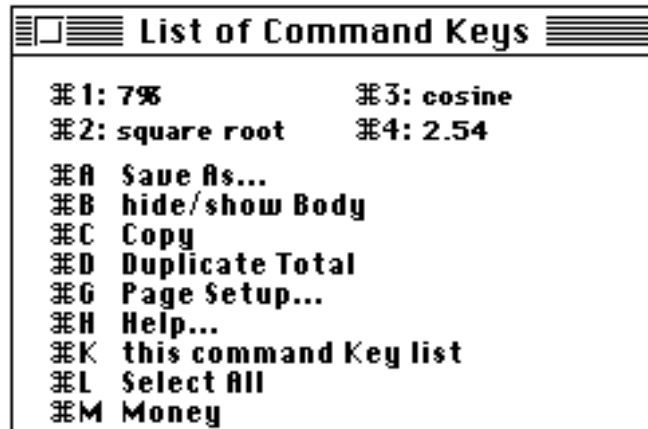 List of Command Keys
⌘1: 7% ⌘3: cosine
⌘2: square root ⌘4: 2.54
⌘A Save As...
⌘B hide/show Body
⌘C Copy
⌘D Duplicate Total
⌘G Page Setup...
⌘H Help...
⌘K this command Key list
⌘L Select All
⌘M Money